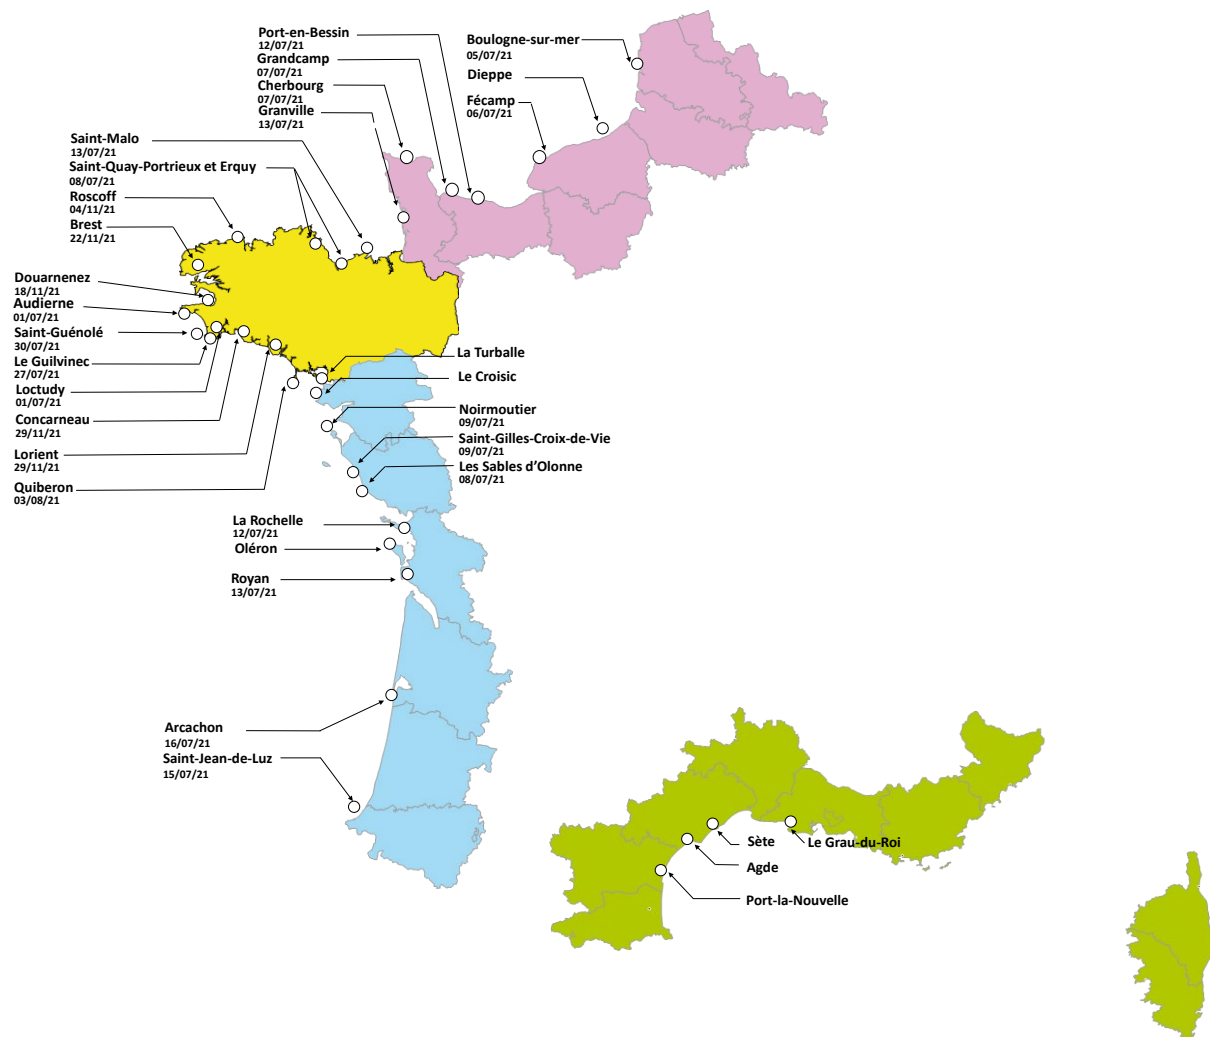 Port-en-Bessin
12/07/21
Grandcamp
07/07/21
Cherbourg
07/07/21
Granville
13/07/21
Boulogne-sur-mer
05/07/21
Dieppe
Fécamp
06/07/21
Saint-Malo
13/07/21
Saint-Quay-Portrieux et Erquy
08/07/21
Roscoff
04/11/21
Brest
22/11/21
Douarnenez
18/11/21
Audierne
01/07/21
Saint-Guénolé
30/07/21
Le Guilvinec
27/07/21
Loctudy
01/07/21
Concarneau
29/11/21
Lorient
29/11/21
Quiberon
03/08/21
La Turballe
Le Croisic
Noirmoutier
09/07/21
Saint-Gilles-Croix-de-Vie
09/07/21
Les Sables d’Olonne
08/07/21
La Rochelle
12/07/21
Oléron
Royan
13/07/21
Arcachon
16/07/21
Saint-Jean-de-Luz
15/07/21
Sète
Le Grau-du-Roi
Agde
Port-la-Nouvelle